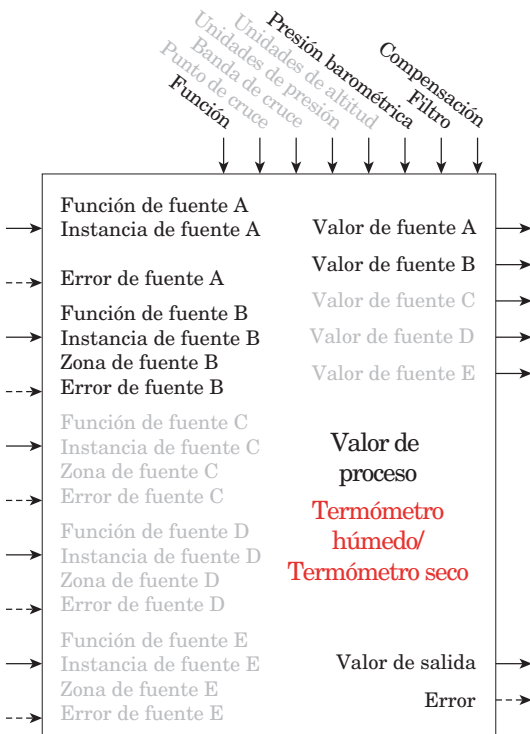 Función
Punto de cruce
Banda de cruce
Unidades de presión
Unidades de altitud
Presión barométrica
Filtro
Compensación
Función de fuente A
Instancia de fuente A
Error de fuente A
Función de fuente B
Instancia de fuente B
Zona de fuente B
Error de fuente B
Función de fuente C
Instancia de fuente C
Zona de fuente C
Error de fuente C
Función de fuente D
Instancia de fuente D
Zona de fuente D
Error de fuente D
Función de fuente E
Instancia de fuente E
Zona de fuente E
Error de fuente E
Valor de fuente A
Valor de fuente B
Valor de fuente C
Valor de fuente D
Valor de fuente E
Valor de
proceso
Termómetro
húmedo/
Termómetro seco
Valor de salida
Error